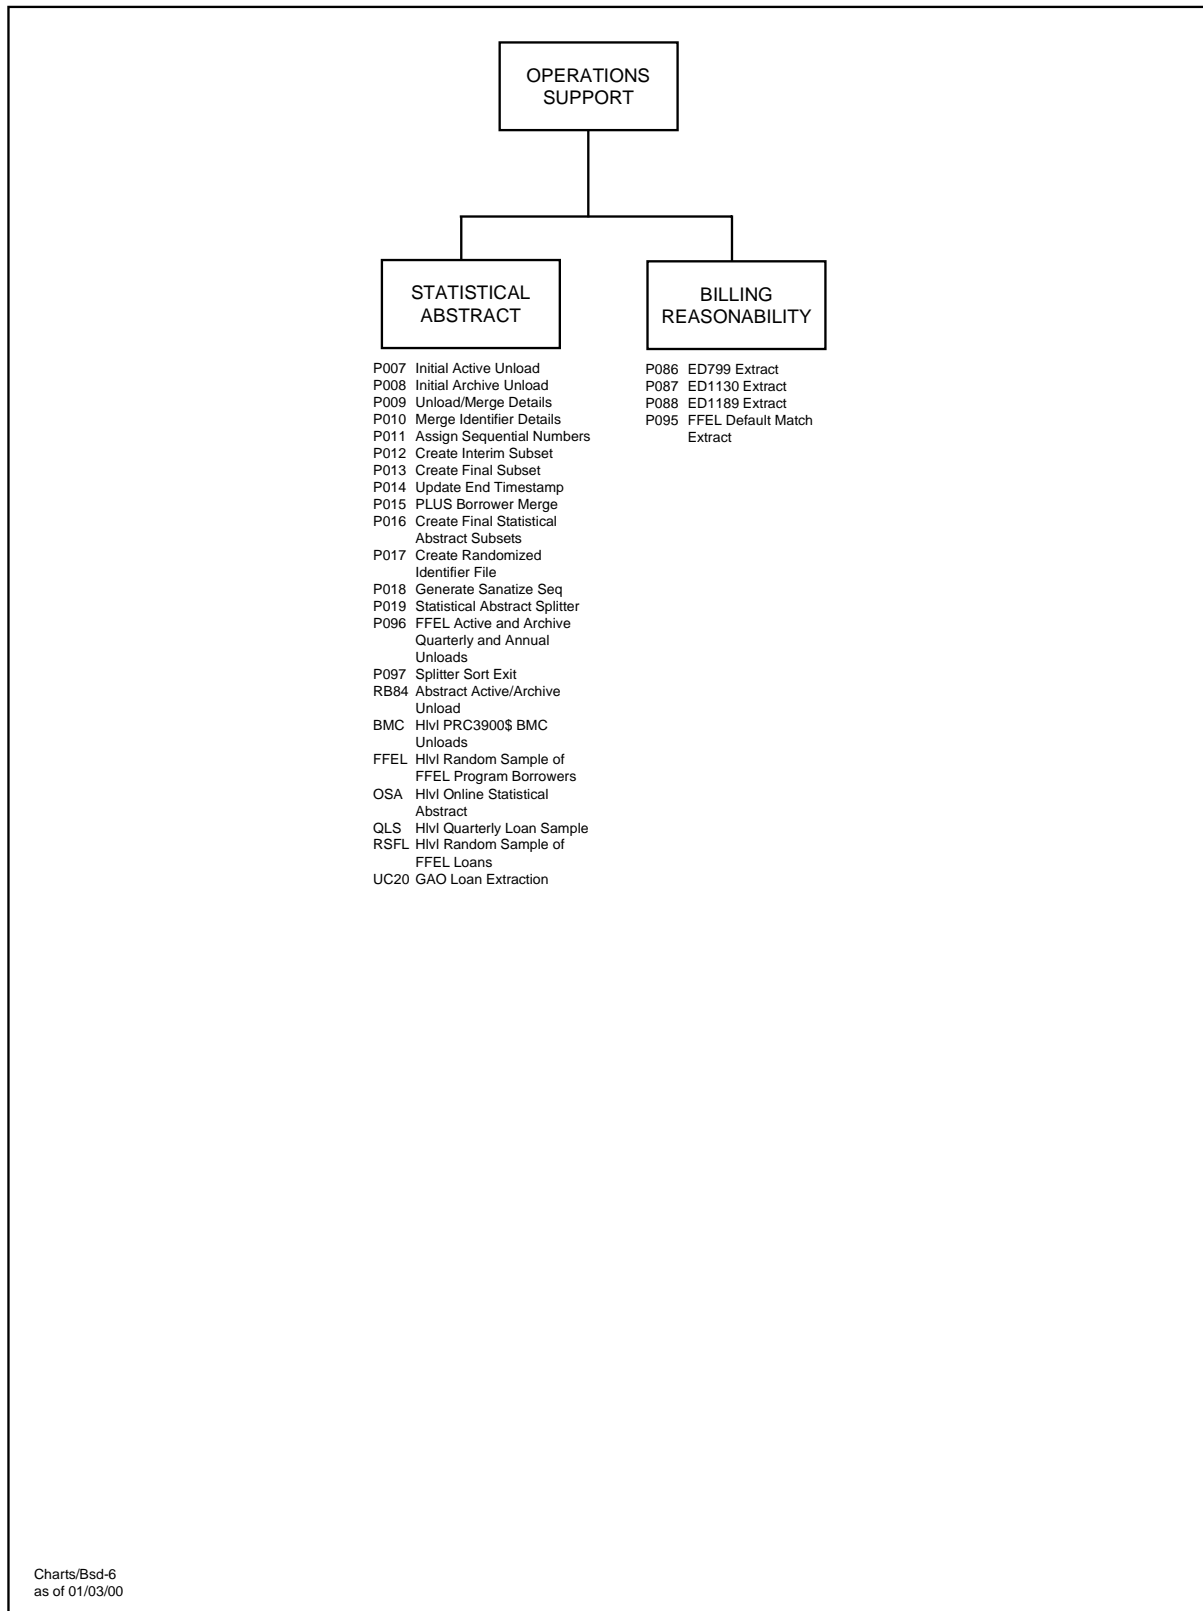 OPERATIONS
SUPPORT
STATISTICAL
ABSTRACT
P007 Initial Active Unload
P008 Initial Archive Unload
P009 Unload/Merge Details
P010 Merge Identifier Details
P011 Assign Sequential Numbers
P012 Create Interim Subset
P013 Create Final Subset
P014 Update End Timestamp
P015 PLUS Borrower Merge
P016 Create Final Statistical
Abstract Subsets
P017 Create Randomized
Identifier File
P018 Generate Sanatize Seq
P019 Statistical Abstract Splitter
P096 FFEL Active and Archive
Quarterly and Annual
Unloads
P097 Splitter Sort Exit
RB84 Abstract Active/Archive
Unload
BMC Hlvl PRC3900$ BMC
Unloads
FFEL Hlvl Random Sample of
FFEL Program Borrowers
OSA Hlvl Online Statistical
Abstract
QLS Hlvl Quarterly Loan Sample
RSFL Hlvl Random Sample of
FFEL Loans
UC20 GAO Loan Extraction
BILLING
REASONABILITY
P086 ED799 Extract
P087 ED1130 Extract
P088 ED1189 Extract
P095 FFEL Default Match
Extract
Charts/Bsd-6
as of 01/03/00